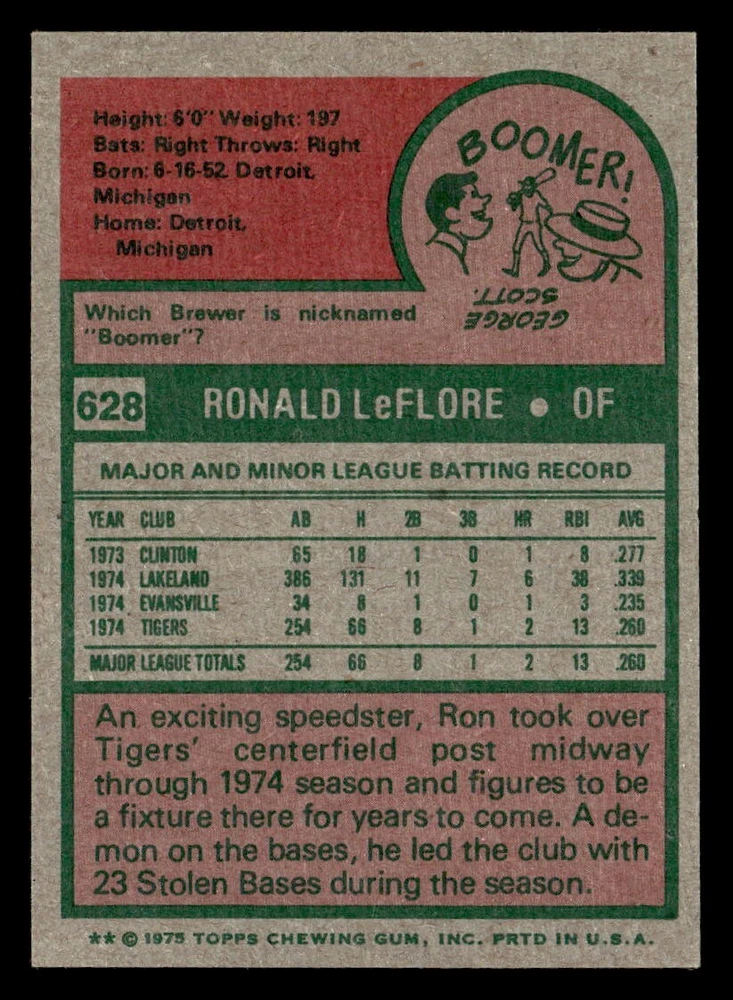 Height: 6'0" Weight: 197
Bats: Right Throws: Right
Born: 6-16-52 Detroit,
Michigan
Home: Detroit,
Michigan
BOOMER!
GEORGE
SCOTT.
Which Brewer is nicknamed
"Boomer"?
628 RONALD LeFLORE • OF
MAJOR AND MINOR LEAGUE BATTING RECORD
YEAR CLUB AB H 2B 3B HR RBI AVG
1973 CLINTON 65 18 1 0 1 8 .277
1974 LAKELAND 386 131 11 7 6 38 .339
1974 EVANSVILLE 34 8 1 0 1 3 .235
1974 TIGERS 254 66 8 1 2 13 .260
MAJOR LEAGUE TOTALS 254 66 8 1 2 13 .260
An exciting speedster, Ron took over
Tigers' centerfield post midway
through 1974 season and figures to be
a fixture there for years to come. A de-
mon on the bases, he led the club with
23 Stolen Bases during the season.
** © 1975 TOPPS CHEWING GUM, INC. PRTD IN U.S.A.